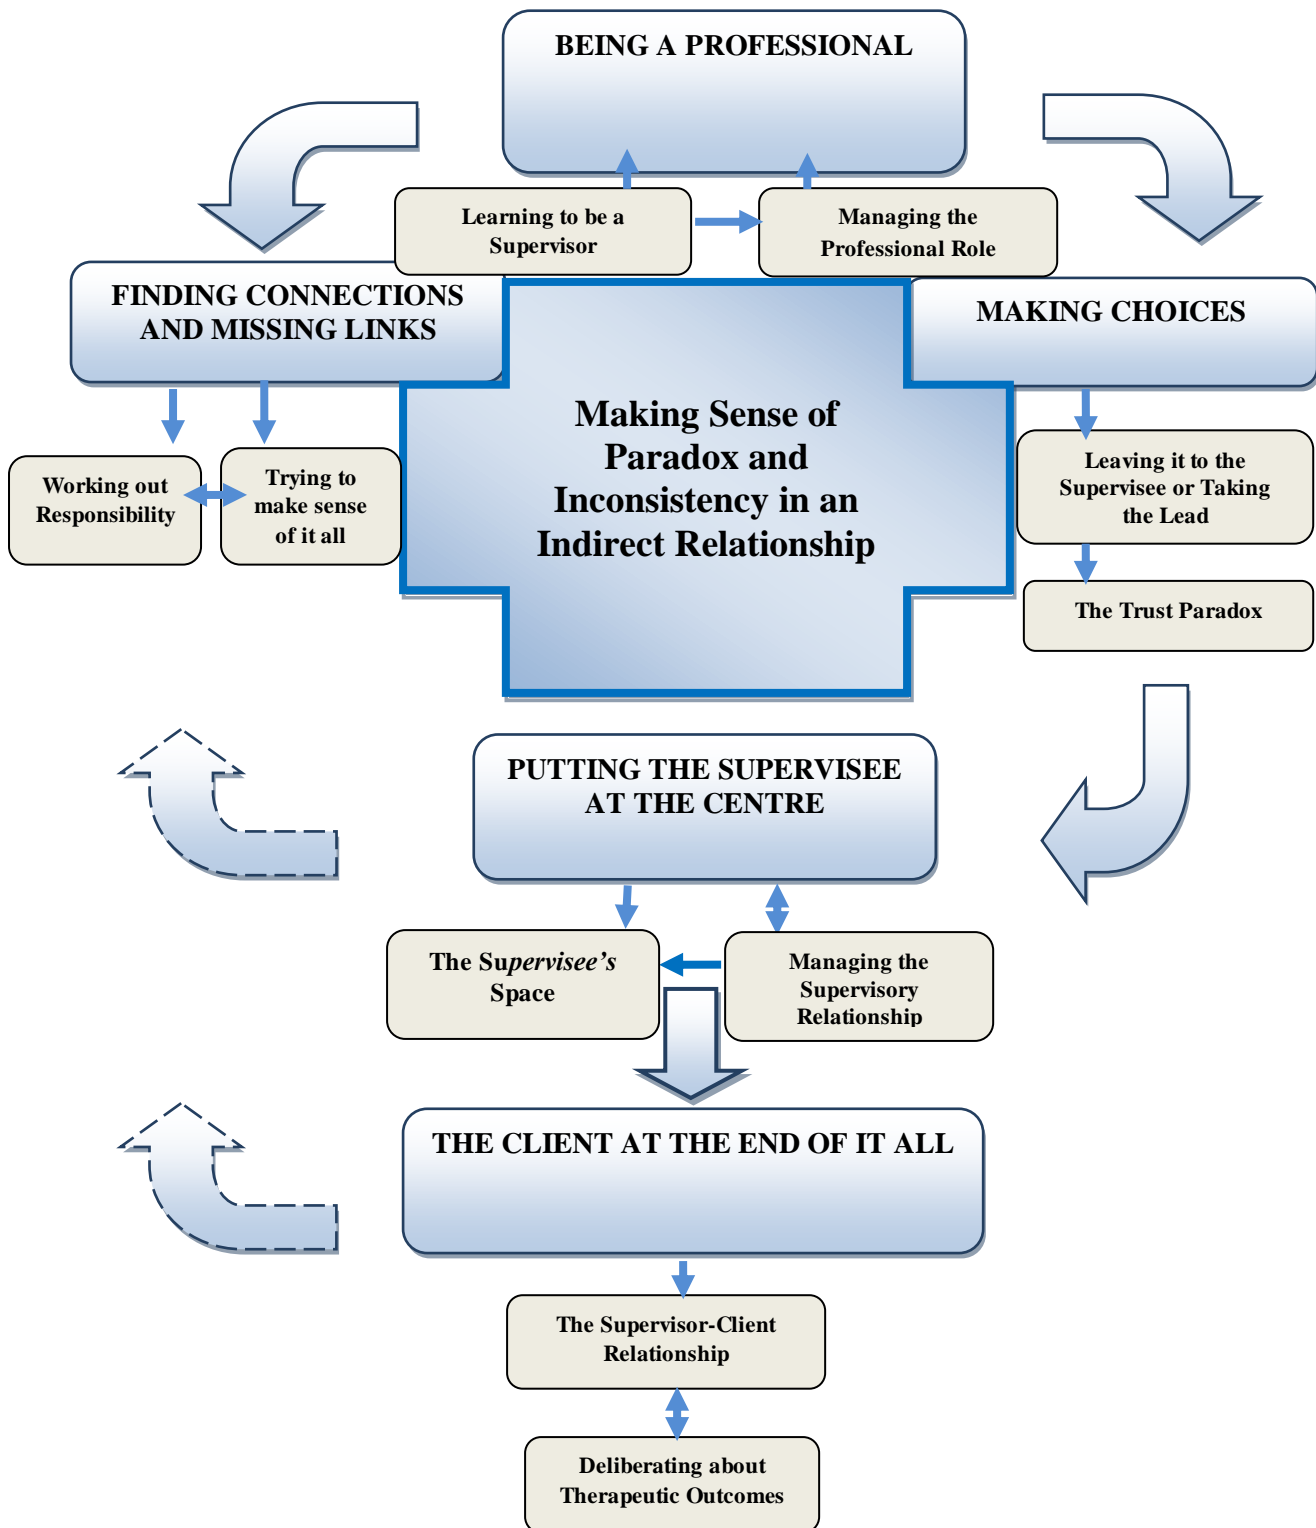 BEING A PROFESSIONAL
Learning to be a
Supervisor
Managing the
Professional Role
FINDING CONNECTIONS
AND MISSING LINKS
MAKING CHOICES
Making Sense of
Paradox and
Inconsistency in an
Indirect Relationship
Working out
Responsibility
Trying to
make sense
of it all
Leaving it to the
Supervisee or Taking
the Lead
The Trust Paradox
PUTTING THE SUPERVISEE
AT THE CENTRE
The Supervisee’s
Space
Managing the
Supervisory
Relationship
THE CLIENT AT THE END OF IT ALL
The Supervisor-Client
Relationship
Deliberating about
Therapeutic Outcomes